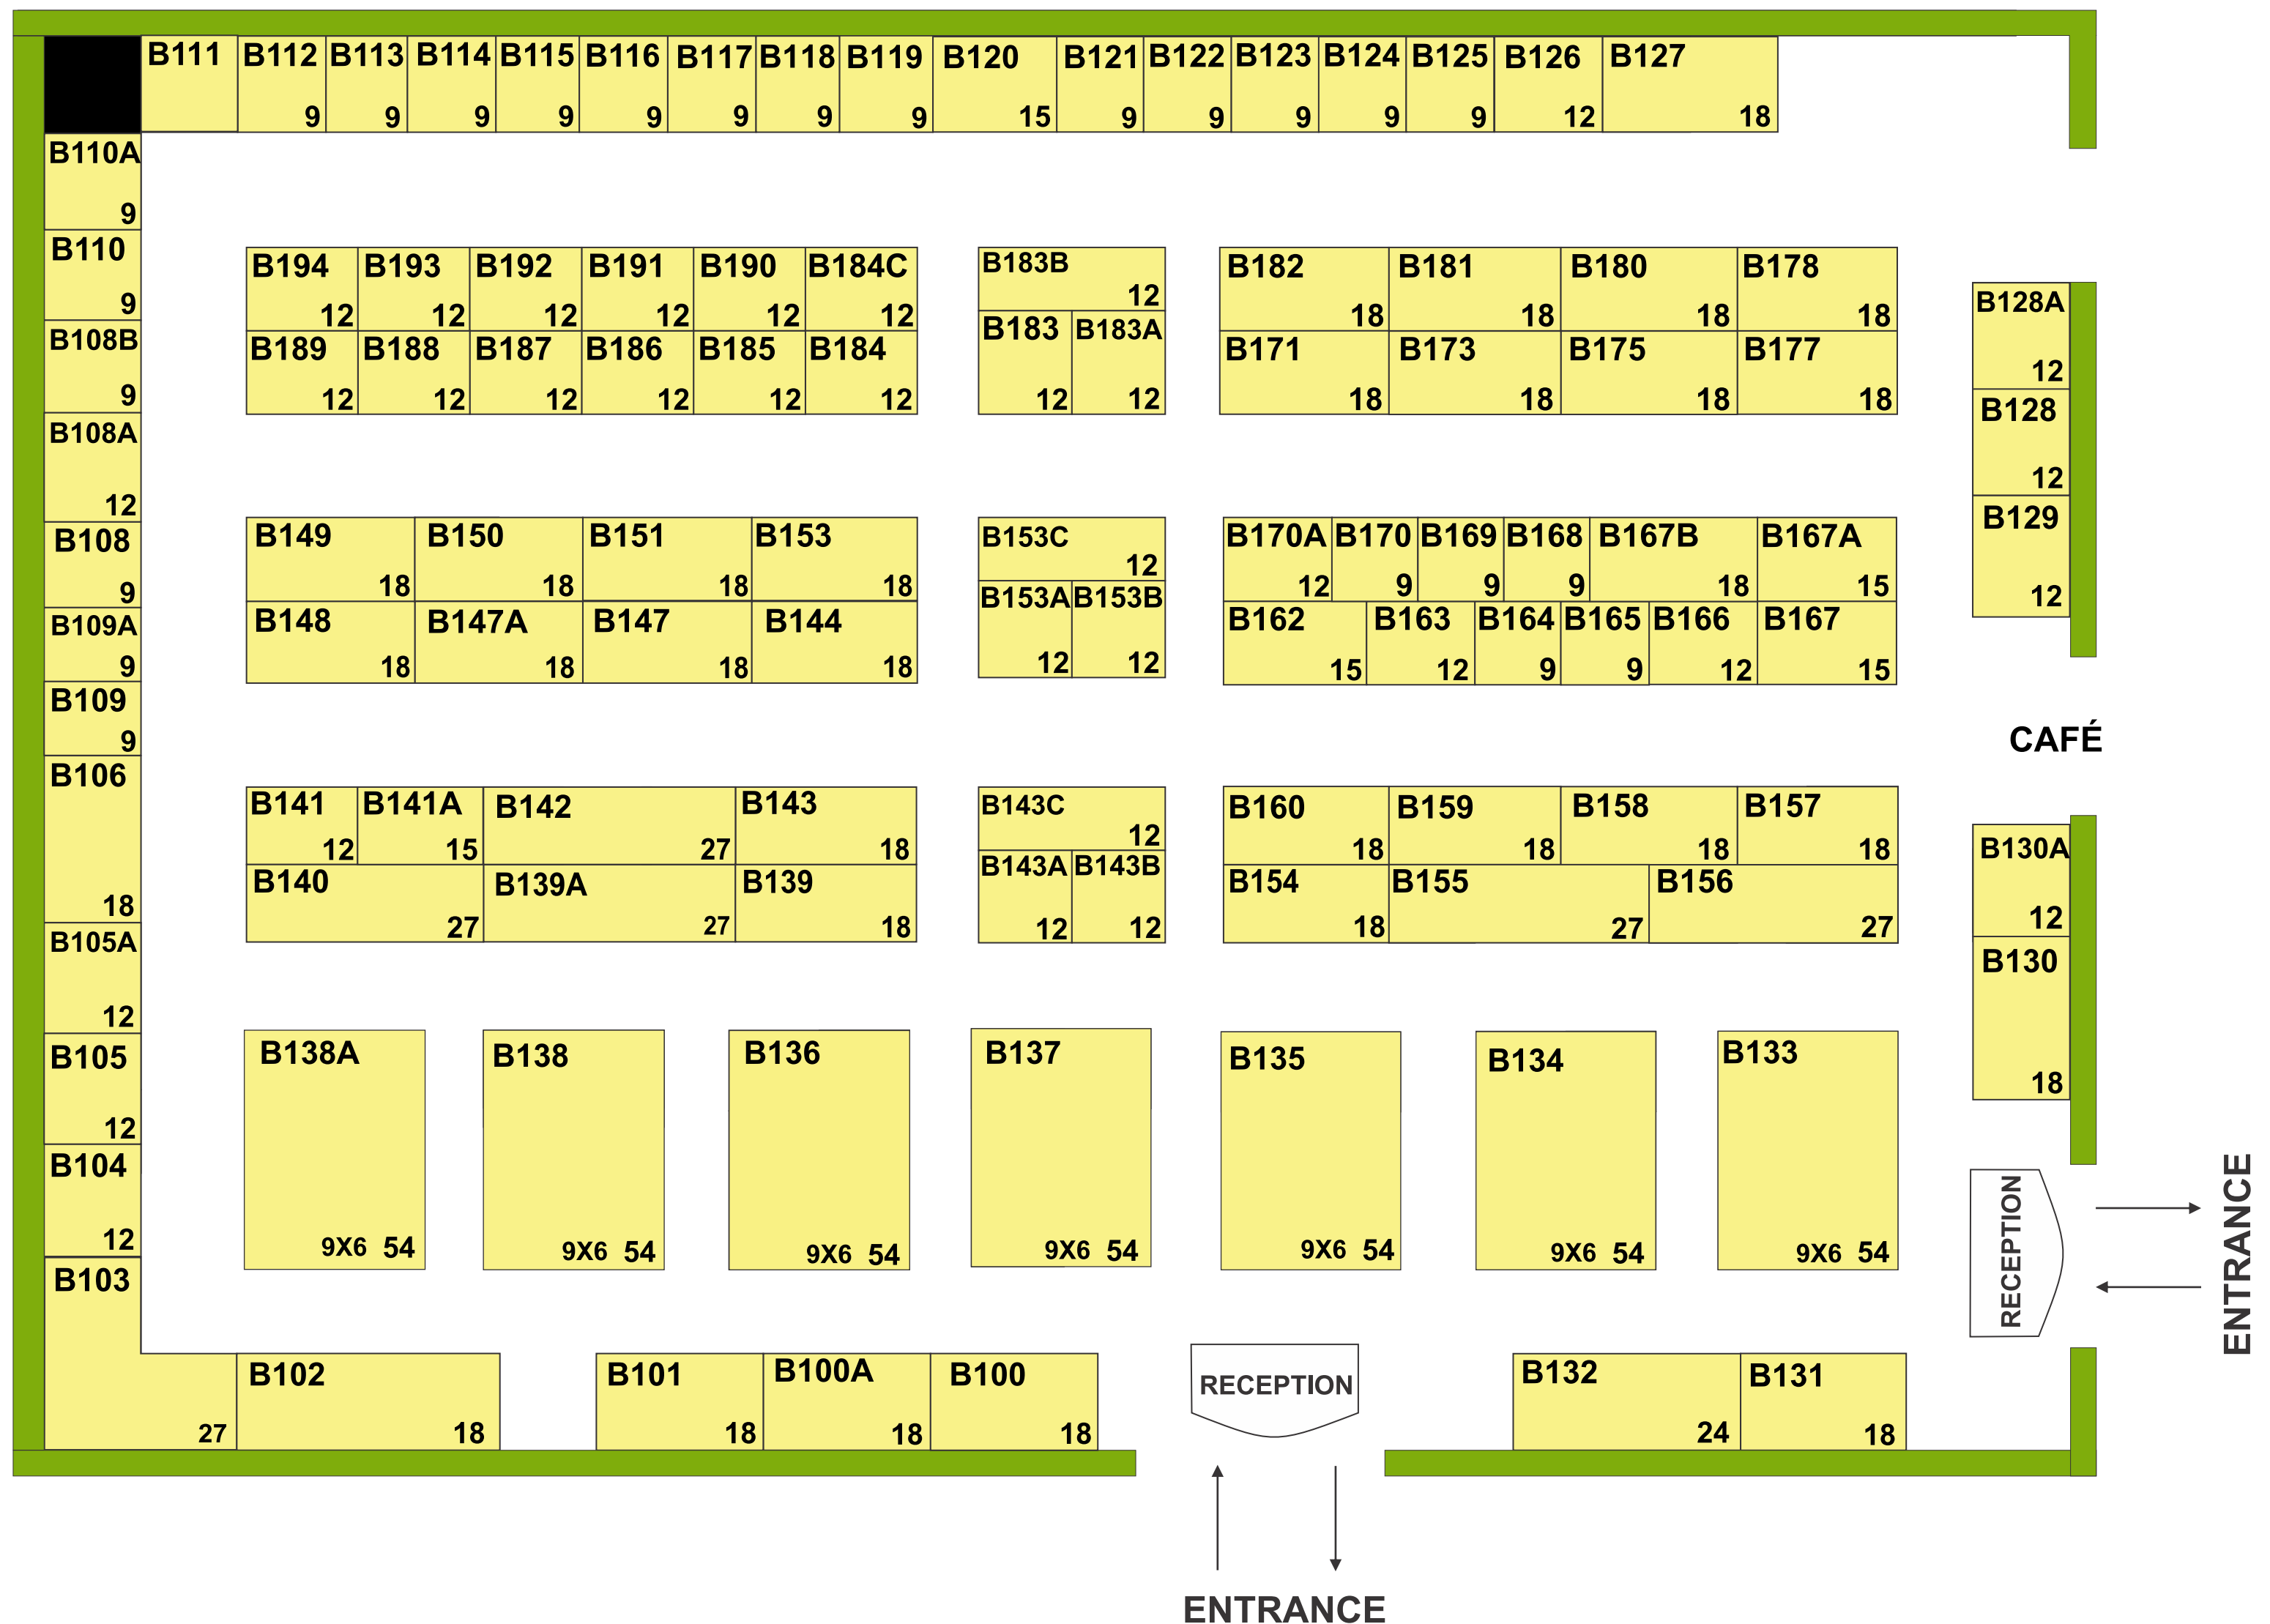 B111 B112 B113 B114 B115 B116 B117 B118 B119 B120 B121 B122 B123 B124 B125 B126 B127
9 9 9 9 9 9 9 9 15 9 9 9 9 9 12 18
B110A
9
B110
9
B108B
9
B108A
12
B108
9
B109A
9
B109
9
B106
18
B105A
12
B105
12
B104
12
B103
27
B194 B193 B192 B191 B190 B184C
12 12 12 12 12 12
B189 B188 B187 B186 B185 B184
12 12 12 12 12 12
B183B
12
B183 B183A
12 12
B182 B181 B180 B178
18 18 18 18
B171 B173 B175 B177
18 18 18 18
B128A
12
B128
12
B129
12
B149 B150 B151 B153
18 18 18 18
B148 B147A B147 B144
18 18 18 18
B153C
12
B153A B153B
12 12
B170A B170 B169 B168 B167B B167A
12 9 9 9 18 15
B162 B163 B164 B165 B166 B167
15 12 9 9 12 15
CAFÉ
B141 B141A B142 B143
12 15 27 18
B140 B139A B139
27 27 18
B143C
12
B143A B143B
12 12
B160 B159 B158 B157
18 18 18 18
B154 B155 B156
18 27 27
B130A
12
B130
18
B138A B138 B136 B137 B135 B134 B133
9X6 54 9X6 54 9X6 54 9X6 54 9X6 54 9X6 54 9X6 54
RECEPTION
ENTRANCE
B102 B101 B100A B100
18 18 18 18
RECEPTION
B132 B131
24 18
ENTRANCE